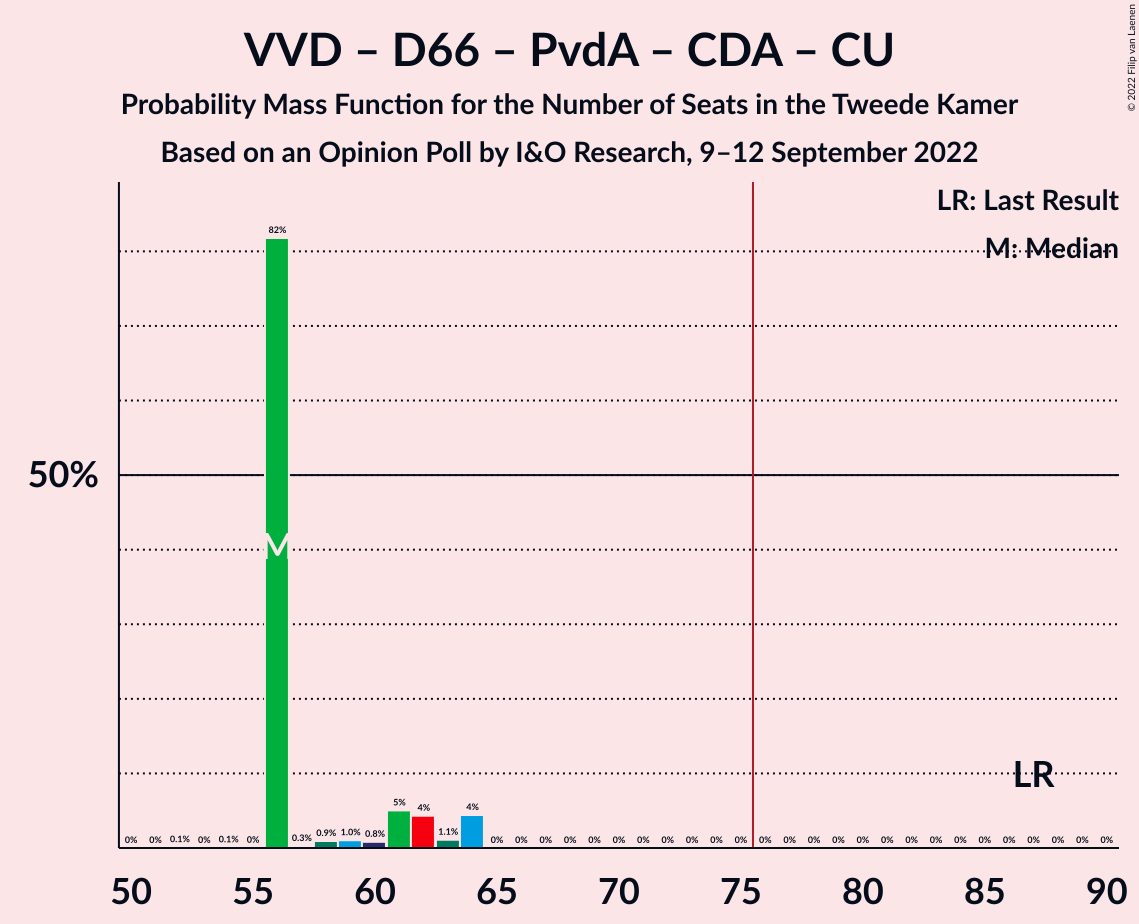 VVD – D66 – PvdA – CDA – CU
Probability Mass Function for the Number of Seats in the Tweede Kamer
Based on an Opinion Poll by I&O Research, 9–12 September 2022
© 2022 Filip van Laenen
LR: Last Result
M: Median
82%
50%
M
LR
0% 0% 0.1% 0% 0.1% 0% 0.3% 0.9% 1.0% 0.8% 5% 4% 1.1% 4% 0% 0% 0% 0% 0% 0% 0% 0% 0% 0% 0% 0% 0% 0% 0% 0% 0% 0% 0% 0% 0% 0% 0% 0% 0% 0%
50 55 60 65 70 75 80 85 90